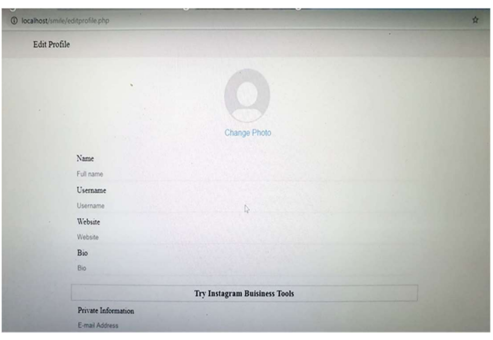 localhost/smile/editprofile.php
Edit Profile
Change Photo
Name
Full name
Username
Username
Website
Website
Bio
Bio
Try Instagram Buisiness Tools
Private Information
E-mail Address